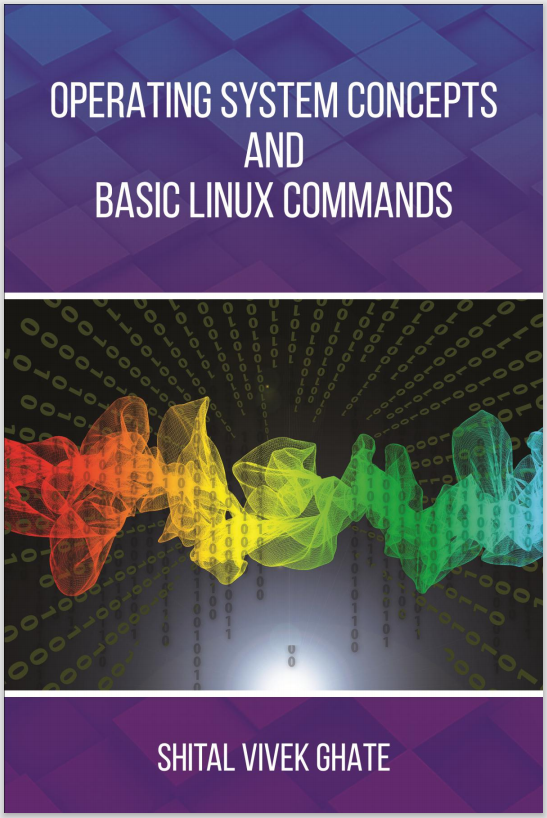 OPERATING SYSTEM CONCEPTS
AND
BASIC LINUX COMMANDS
SHITAL VIVEK GHATE